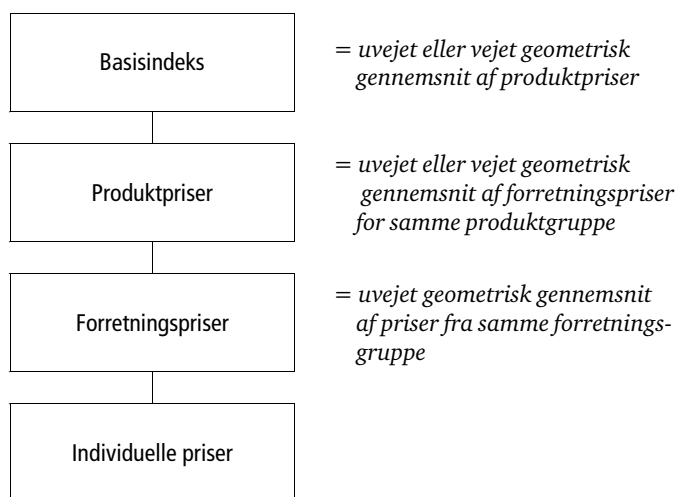 Basisindeks
= uvejet eller vejet geometrisk
gennemsnit af produktpriser
Produktpriser
= uvejet eller vejet geometrisk
gennemsnit af forretningspriser
for samme produktgruppe
Forretningspriser
= uvejet geometrisk gennemsnit
af priser fra samme forretnings-
gruppe
Individuelle priser